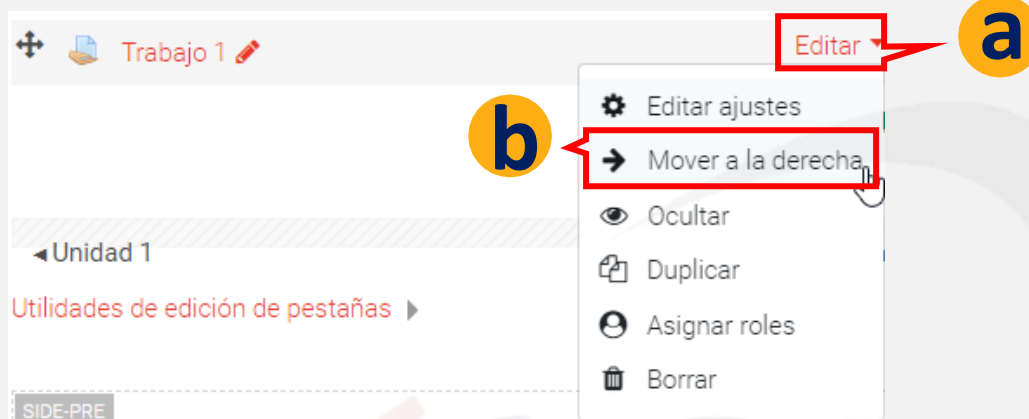 Trabajo 1
Editar
a
Editar ajustes
b
Mover a la derecha
Ocultar
◄Unidad 1
Duplicar
Utilidades de edición de pestañas
Asignar roles
Borrar
SIDE-PRE